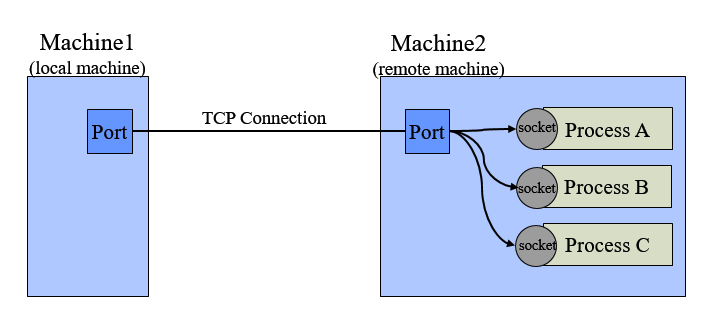 Machine1
(local machine)
Machine2
(remote machine)
TCP Connection
Port
Port
socket
Process A
socket
Process B
socket
Process C